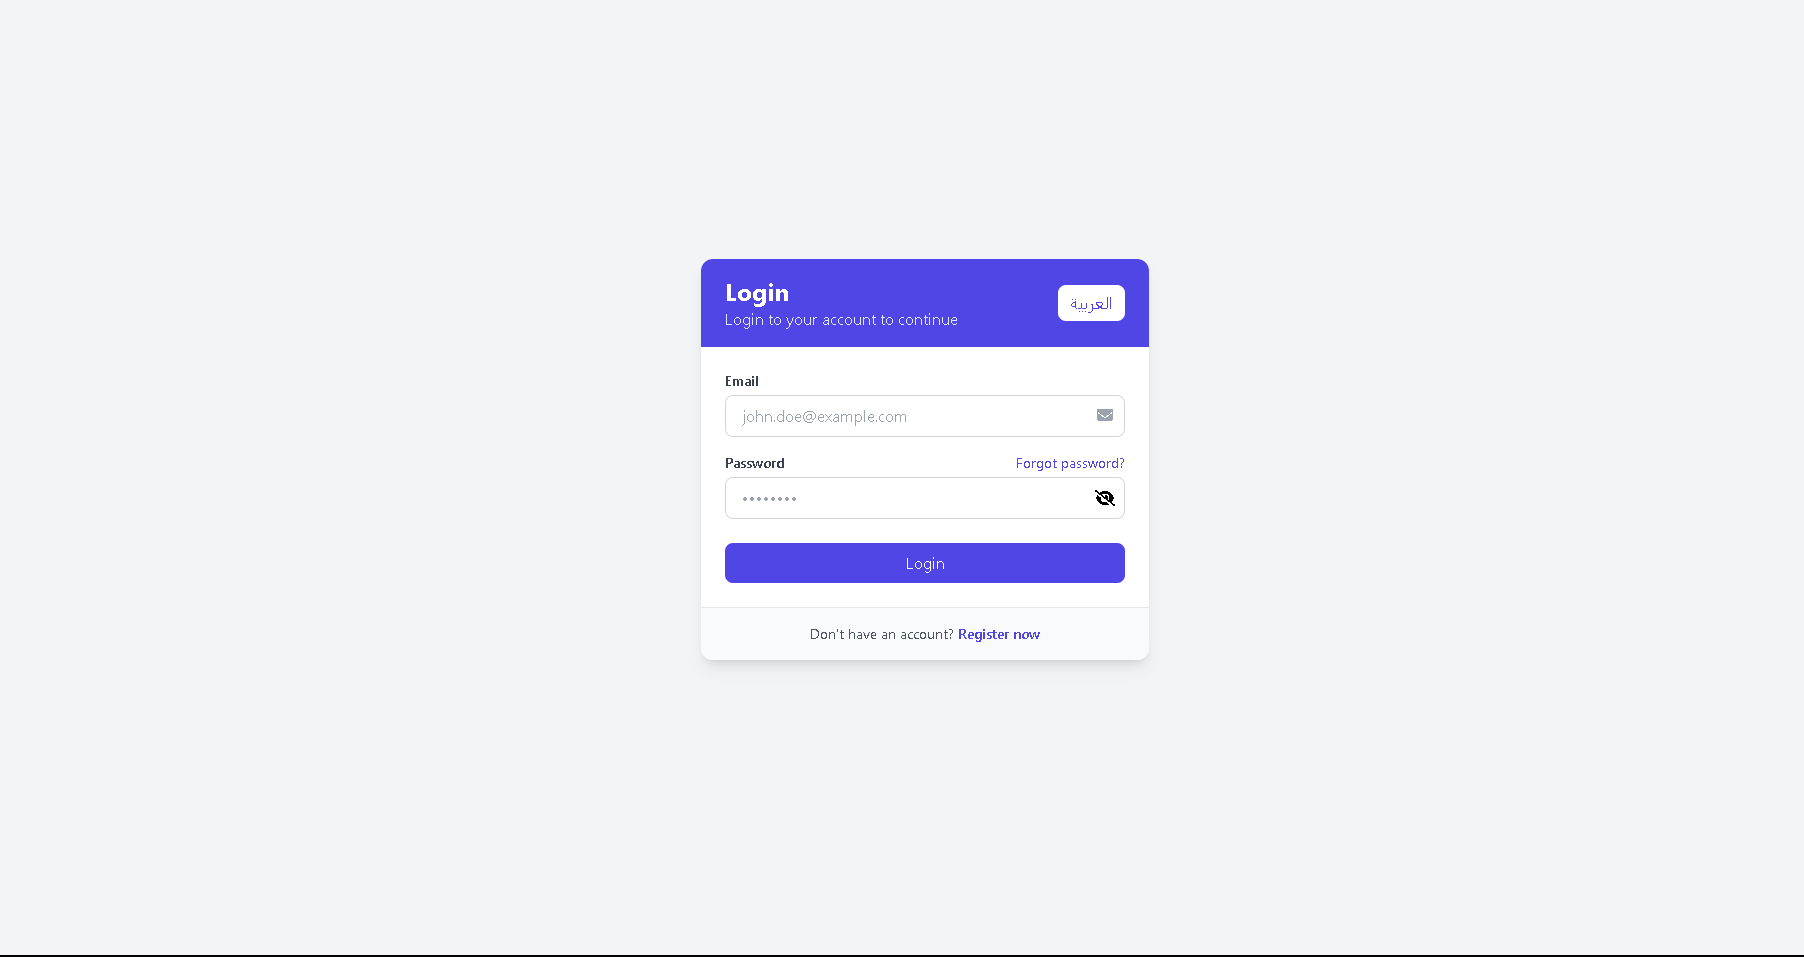 Login
Login to your account to continue
العربية
Email
john.doe@example.com
Password
Forgot password?
••••••••
Login
Don't have an account? Register now